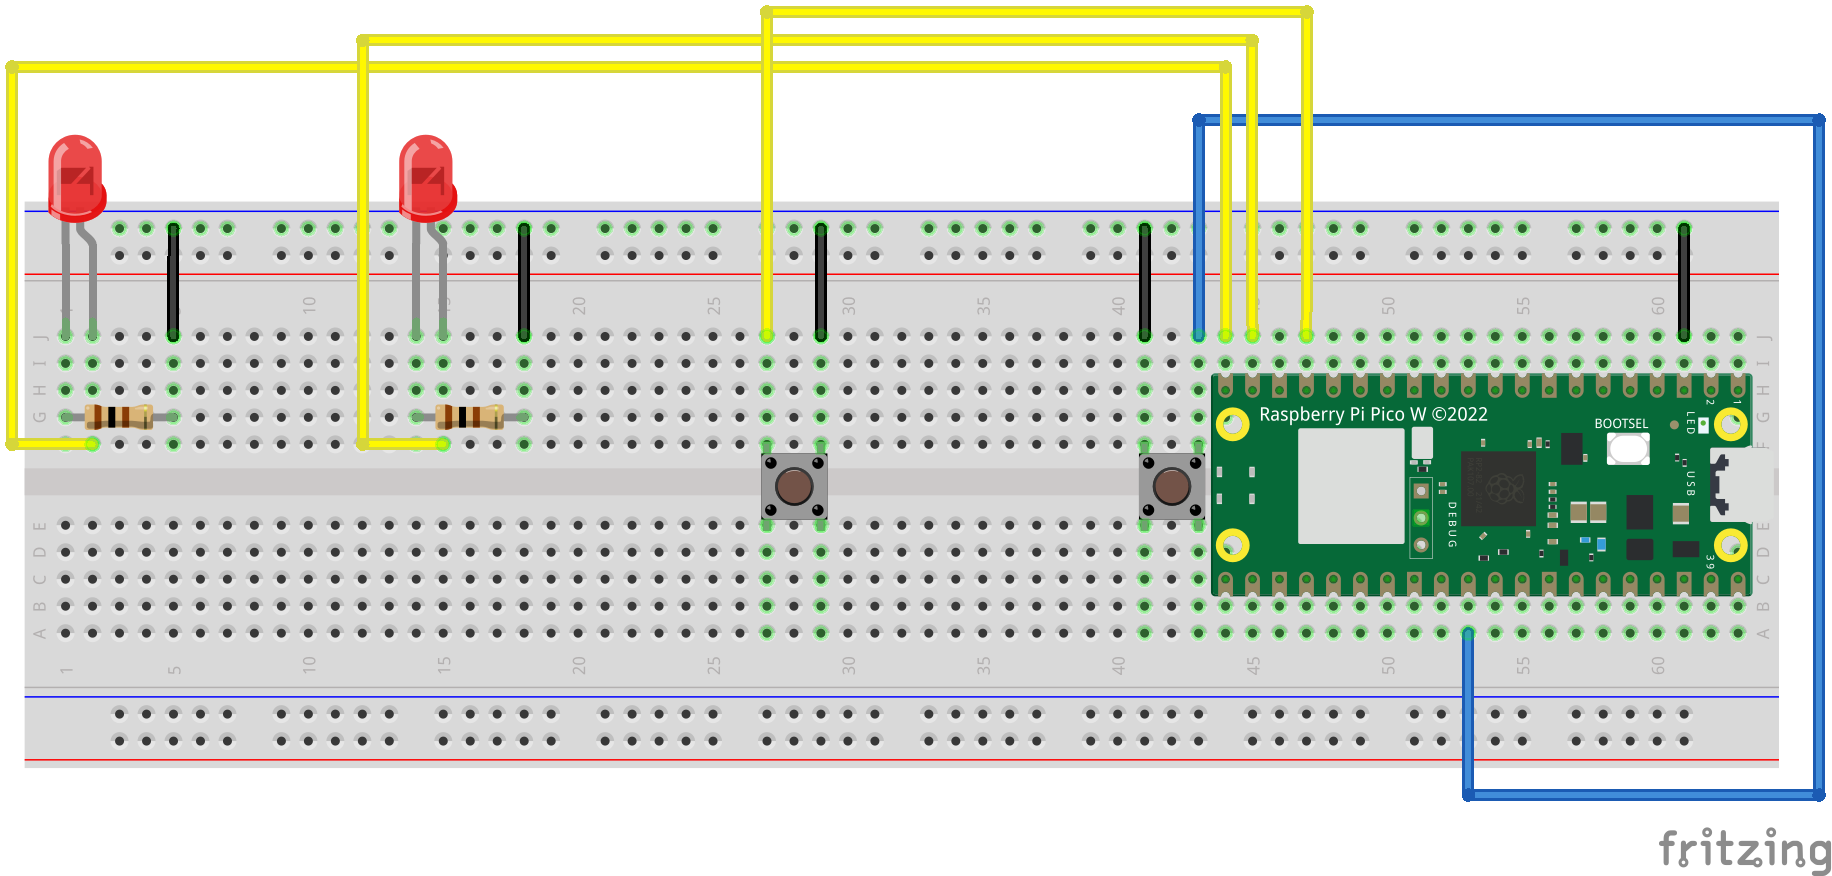 10 15 20 25 30 35 40 45 50 55 60
J J
I I
H H
G G
F F
Raspberry Pi Pico W ©2022
BOOTSEL
LED
2
1
USB
DEBUG
39
E E
D D
C C
B B
A A
1 5 10 15 20 25 30 35 40 45 50 55 60
fritzing